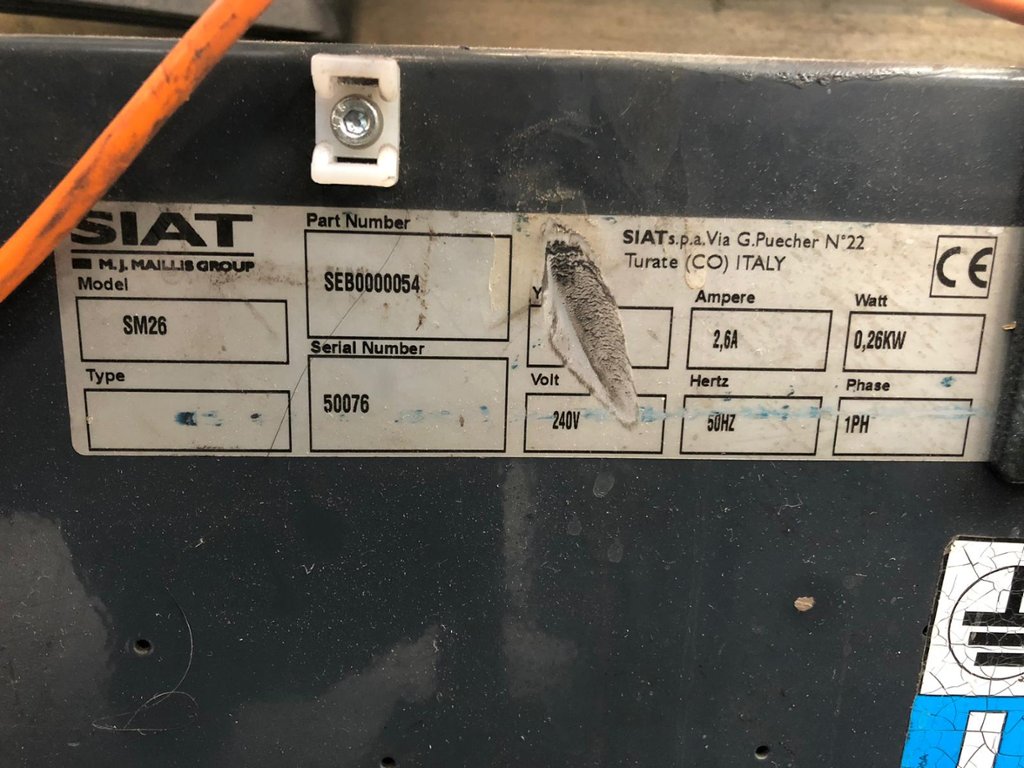 SIAT
M.J. MAILLIS GROUP
Model
SM26
Type
Part Number
SEB0000054
Serial Number
50076
SIAT s.p.a. Via G.Puecher N°22
Turate (CO) ITALY
CE
Volt
240V
Ampere
2,6A
Hertz
50HZ
Watt
0,26KW
Phase
1PH